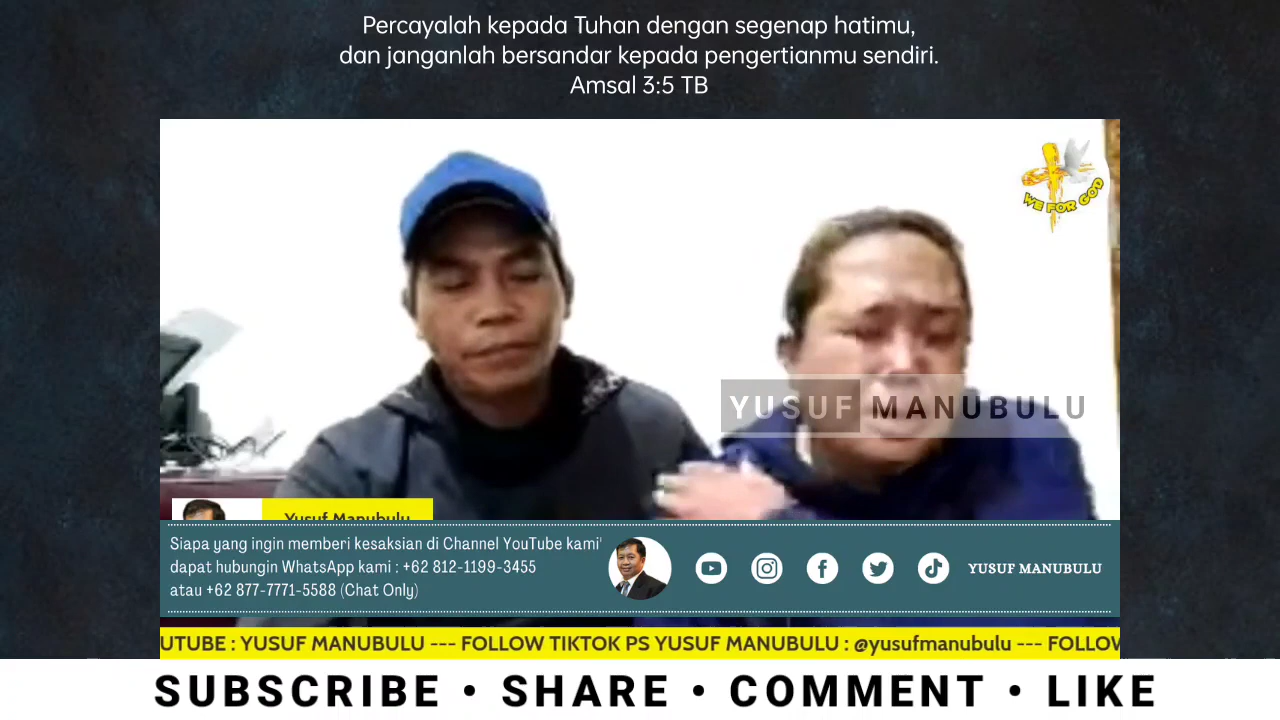 Percayalah kepada Tuhan dengan segenap hatimu,
dan janganlah bersandar kepada pengertianmu sendiri.
Amsal 3:5 TB
WE FOR GOD
YUSUF MANUBULU
Yusuf Manubulu
Siapa yang ingin memberi kesaksian di Channel YouTube kami'
dapat hubungin WhatsApp kami : +62 812-1199-3455
atau +62 877-7771-5588 (Chat Only)
YUSUF MANUBULU
UTUBE : YUSUF MANUBULU --- FOLLOW TIKTOK PS YUSUF MANUBULU : @yusufmanubulu --- FOLLOW
SUBSCRIBE • SHARE • COMMENT • LIKE